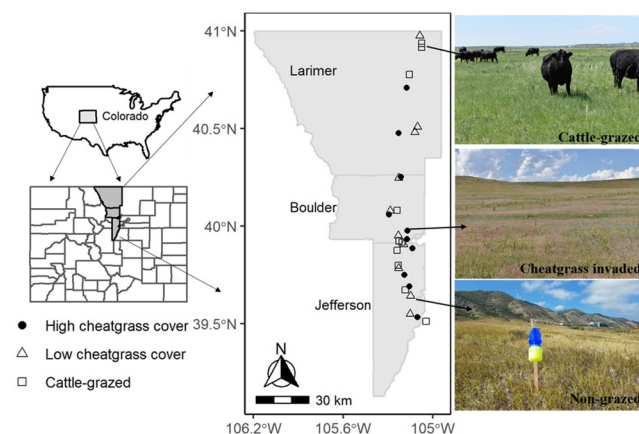 Colorado
High cheatgrass cover
Low cheatgrass cover
Cattle-grazed
41°N
40.5°N
40°N
39.5°N
Larimer
Boulder
Jefferson
N
30 km
106.2°W
105.6°W
105°W
Cattle-grazed
Cheatgrass invaded
Non-grazed